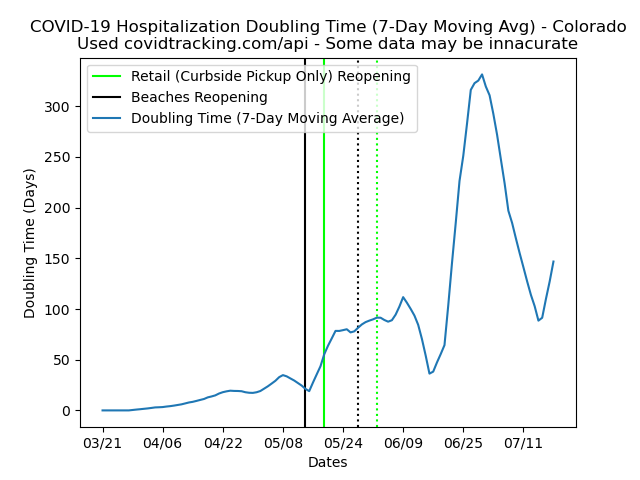 COVID-19 Hospitalization Doubling Time (7-Day Moving Avg) - Colorado
Used covidtracking.com/api - Some data may be innacurate
Retail (Curbside Pickup Only) Reopening
Beaches Reopening
Doubling Time (7-Day Moving Average)
300
250
200
150
100
50
0
Doubling Time (Days)
03/21 04/06 04/22 05/08 05/24 06/09 06/25 07/11
Dates